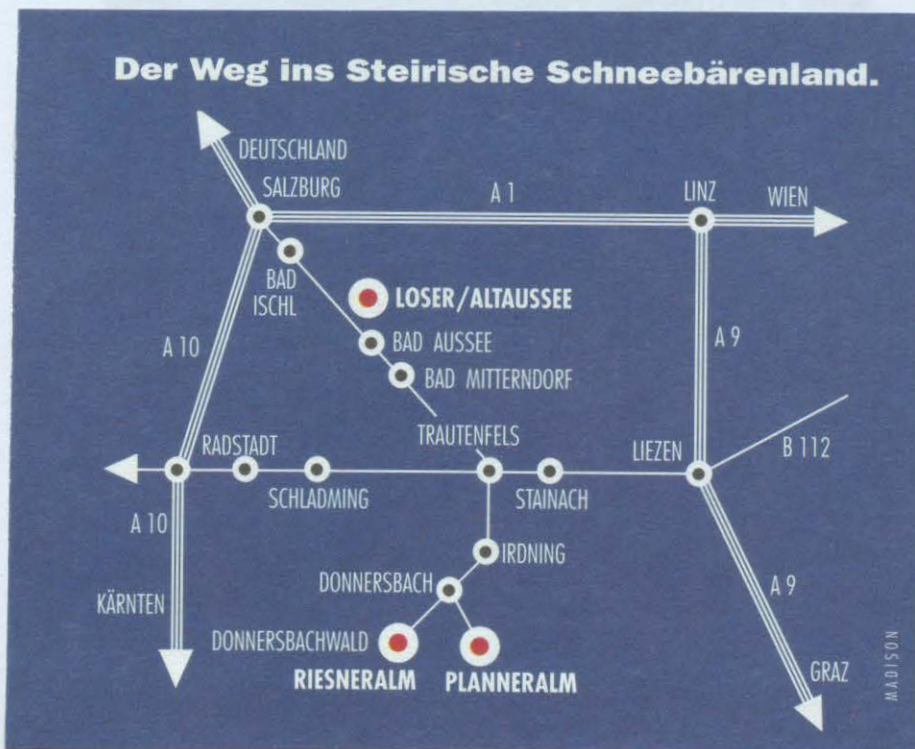 Der Weg ins Steirische Schneebärenland.
DEUTSCHLAND
SALZBURG
A 1
LINZ
WIEN
BAD
ISCHL
LOSER/ALTAUSSEE
A 10
BAD AUSSEE
A 9
BAD MITTERNDORF
RADSTADT
TRAUTENFELS
LIEZEN
B 112
SCHLADMING
STAINACH
A 10
IRDNING
DONNERSBACH
A 9
KÄRNTEN
DONNERSBACHWALD
RIESNERALM
PLANNERALM
GRAZ
MADISON